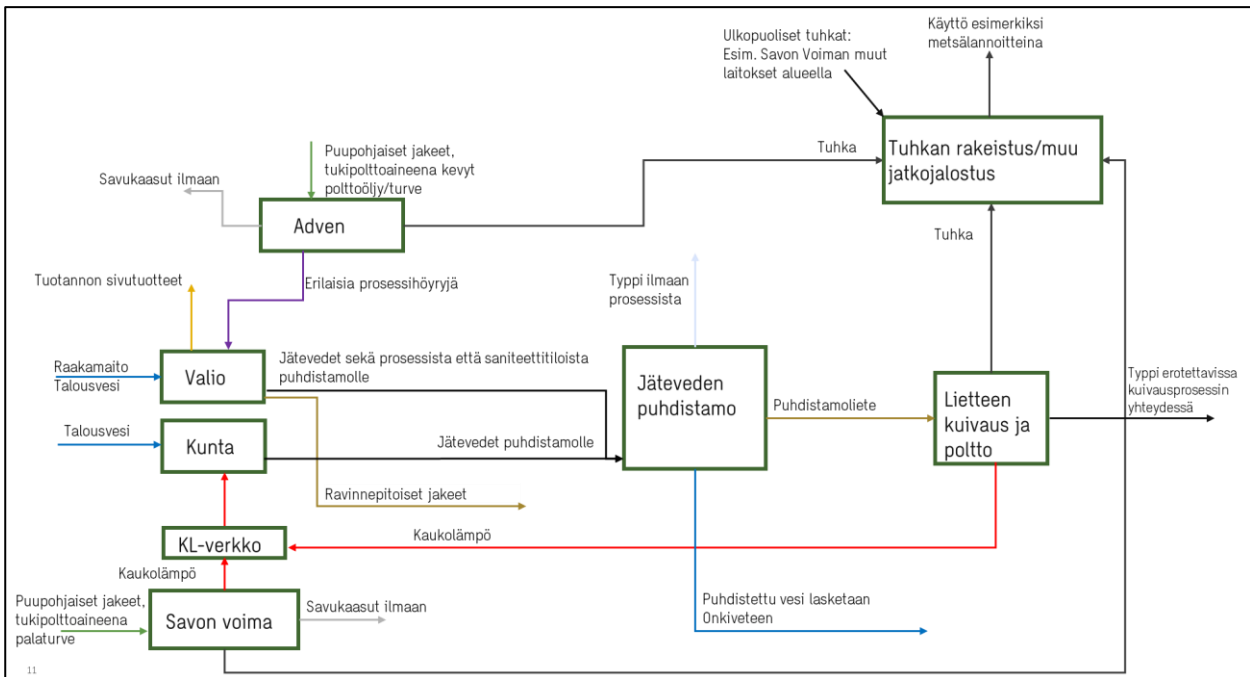 Ulkopuoliset tuhkat:
Esim. Savon Voiman muut
laitokset alueella
Käyttö esimerkiksi
metsälannoitteina
Puupohjaiset jakeet,
tukipolttoaineena kevyt
polttoöljy/turve
Savukaasut ilmaan
Adven
Tuhka
Tuhkan rakeistus/muu
jatkojalostus
Tuhka
Tuotannon sivutuotteet
Erilaisia prosessihöyryjä
Typpi ilmaan
prosessista
Raakamaito
Talousvesi
Valio
Jätevedet sekä prosessista että saniteettitiloista
puhdistamolle
Jäteveden
puhdistamo
Puhdistamoliete
Lietteen
kuivaus ja
poltto
Typpi erotettavissa
kuivausprosessin
yhteydessä
Talousvesi
Kunta
Jätevedet puhdistamolle
Ravinnepitoiset jakeet
KL-verkko
Kaukolämpö
Kaukolämpö
Puupohjaiset jakeet,
tukipolttoaineena
palaturve
Savon voima
Savukaasut ilmaan
Puhdistettu vesi lasketaan
Onkiveteen
11